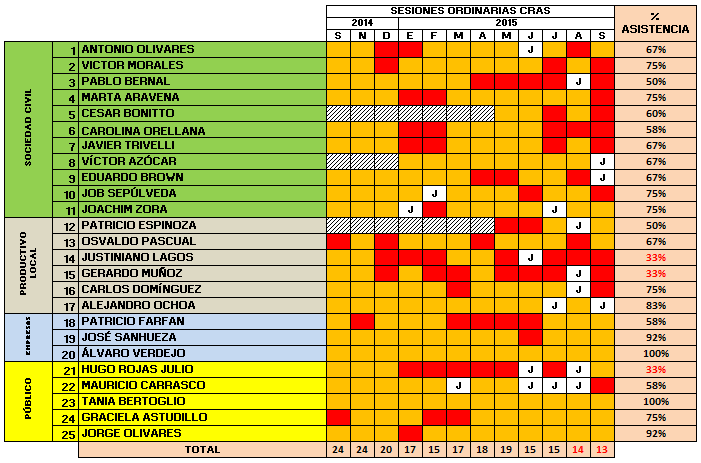 SESIONES ORDINARIAS CRAS
%
ASISTENCIA
2014 2015
S N D E F M A M J J A S
SOCIEDAD CIVIL
1 ANTONIO OLIVARES J 67%
2 VICTOR MORALES 75%
3 PABLO BERNAL J 50%
4 MARTA ARAVENA 75%
5 CESAR BONITTO 60%
6 CAROLINA ORELLANA 58%
7 JAVIER TRIVELLI 67%
8 VÍCTOR AZÓCAR J 67%
9 EDUARDO BROWN J 67%
10 JOB SEPÚLVEDA J 75%
11 JOACHIM ZORA J J 75%
PRODUCTIVO
LOCAL
12 PATRICIO ESPINOZA J 50%
13 OSVALDO PASCUAL 67%
14 JUSTINIANO LAGOS J 33%
15 GERARDO MUÑOZ J 33%
16 CARLOS DOMÍNGUEZ J 75%
17 ALEJANDRO OCHOA J J 83%
EMPRESAS
18 PATRICIO FARFAN 58%
19 JOSÉ SANHUEZA 92%
20 ÁLVARO VERDEJO 100%
PÚBLICO
21 HUGO ROJAS JULIO J J 33%
22 MAURICIO CARRASCO J J J J 58%
23 TANIA BERTOGLIO 100%
24 GRACIELA ASTUDILLO 75%
25 JORGE OLIVARES 92%
TOTAL 24 24 20 17 15 17 18 19 15 15 14 13